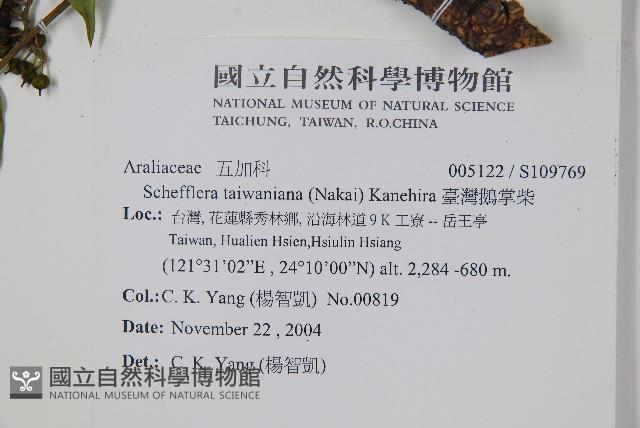 國立自然科學博物館
NATIONAL MUSEUM OF NATURAL SCIENCE
TAICHUNG, TAIWAN, R.O.CHINA
Araliaceae 五加科 005122 / S109769
Schefflera taiwaniana (Nakai) Kanehira 臺灣鵝掌柴
Loc.: 台灣, 花蓮縣秀林鄉, 沿海林道 9 K 工寮 -- 岳王亭
Taiwan, Hualien Hsien,Hsiulin Hsiang
(121°31'02”E , 24°10'00”N) alt. 2,284 -680 m.
Col.: C. K. Yang (楊智凱) No.00819
Date: November 22 , 2004
Det.: C. K. Yang (楊智凱)
國立自然科學博物館
NATIONAL MUSEUM OF NATURAL SCIENCE